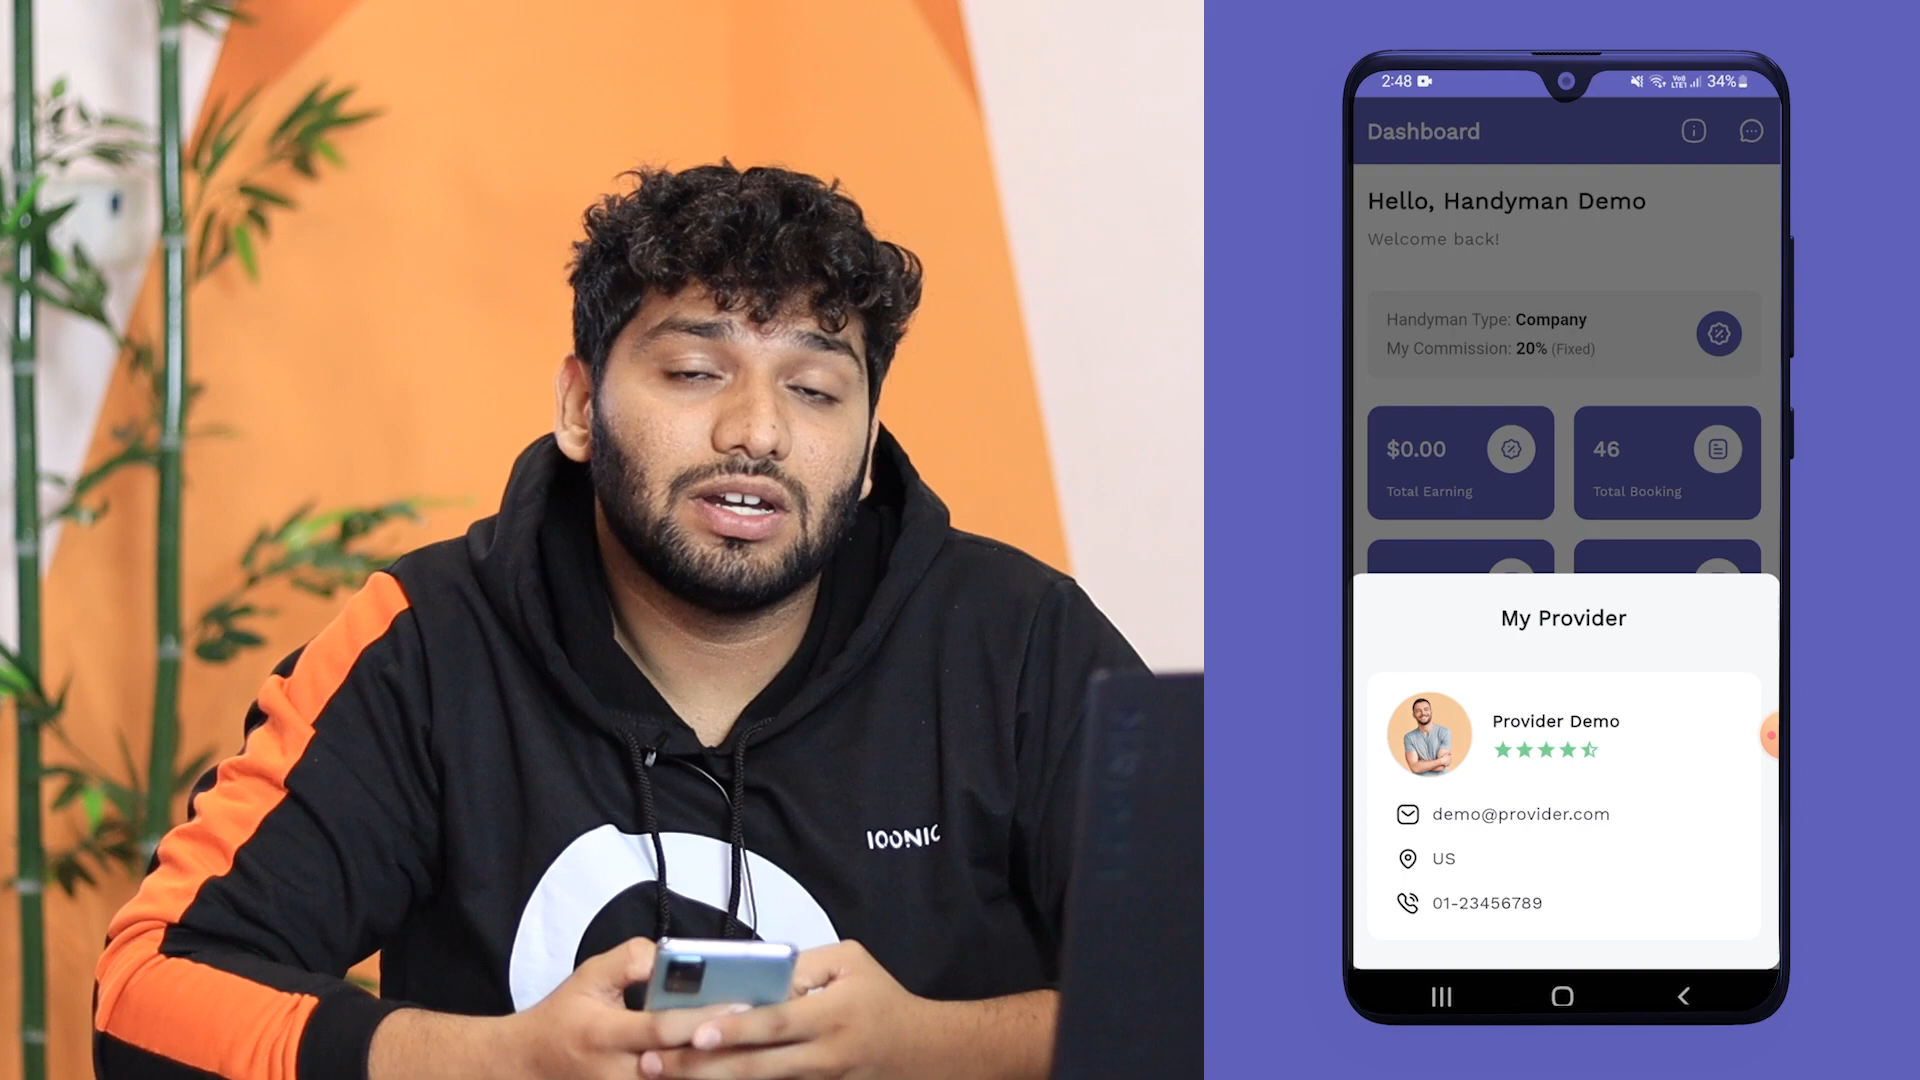 IQONIC
2:48
34%
Dashboard
Hello, Handyman Demo
Welcome back!
Handyman Type: Company
My Commission: 20% (Fixed)
$0.00
Total Earning
46
Total Booking
My Provider
Provider Demo
demo@provider.com
US
01-23456789